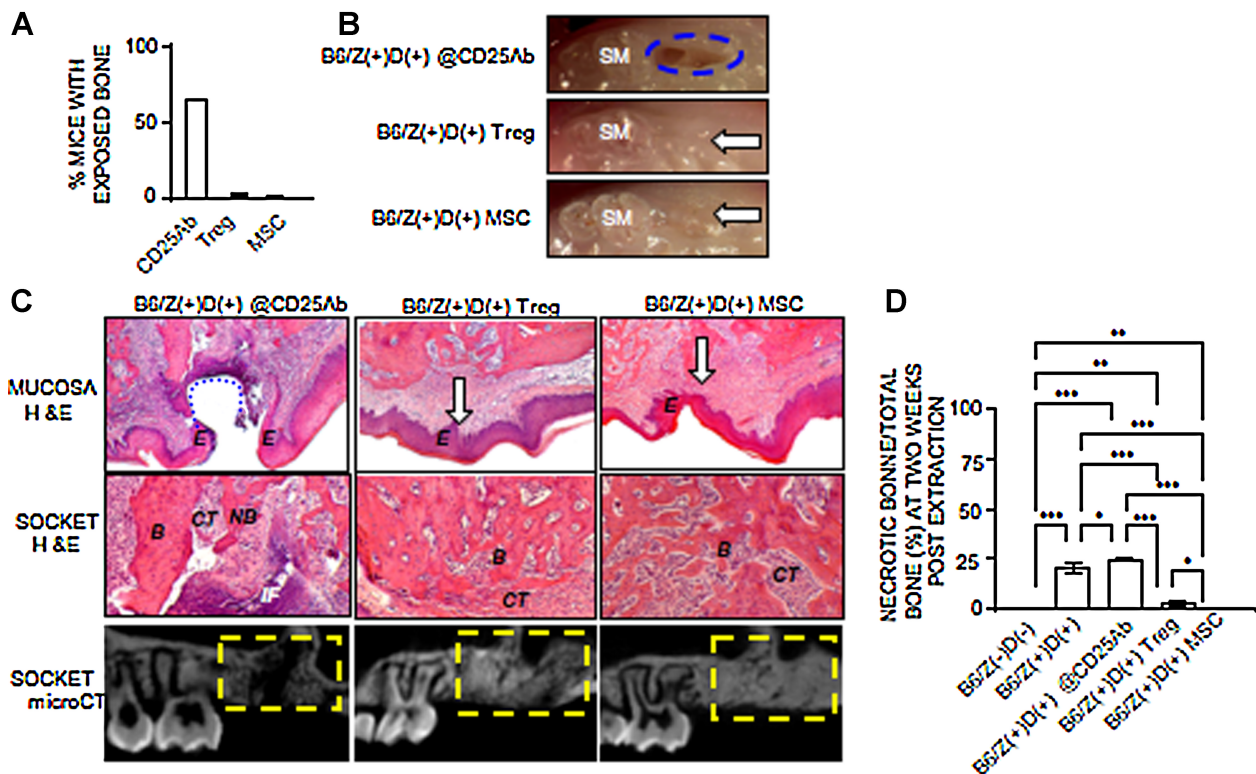 A
% MICE WITH
EXPOSED BONE
100
50
0
CD25Ab
Treg
MSC
B
B6/Z(+)D(+) @CD25Ab
SM
B6/Z(+)D(+) Treg
SM
B6/Z(+)D(+) MSC
SM
C
B6/Z(+)D(+) @CD25Ab
B6/Z(+)D(+) Treg
B6/Z(+)D(+) MSC
MUCOSA
H & E
E
E
E
E
SOCKET
H & E
B
CT
NB
IF
B
CT
B
CT
SOCKET
microCT
D
NECROTIC BONNE/TOTAL
BONE (%) AT TWO WEEKS
POST EXTRACTION
100
75
50
25
0
**
**
***
***
***
***
***
*
***
*
B6/Z(-)D(-)
B6/Z(+)D(+)
B6/Z(+)D(+) @CD25Ab
B6/Z(+)D(+) Treg
B6/Z(+)D(+) MSC